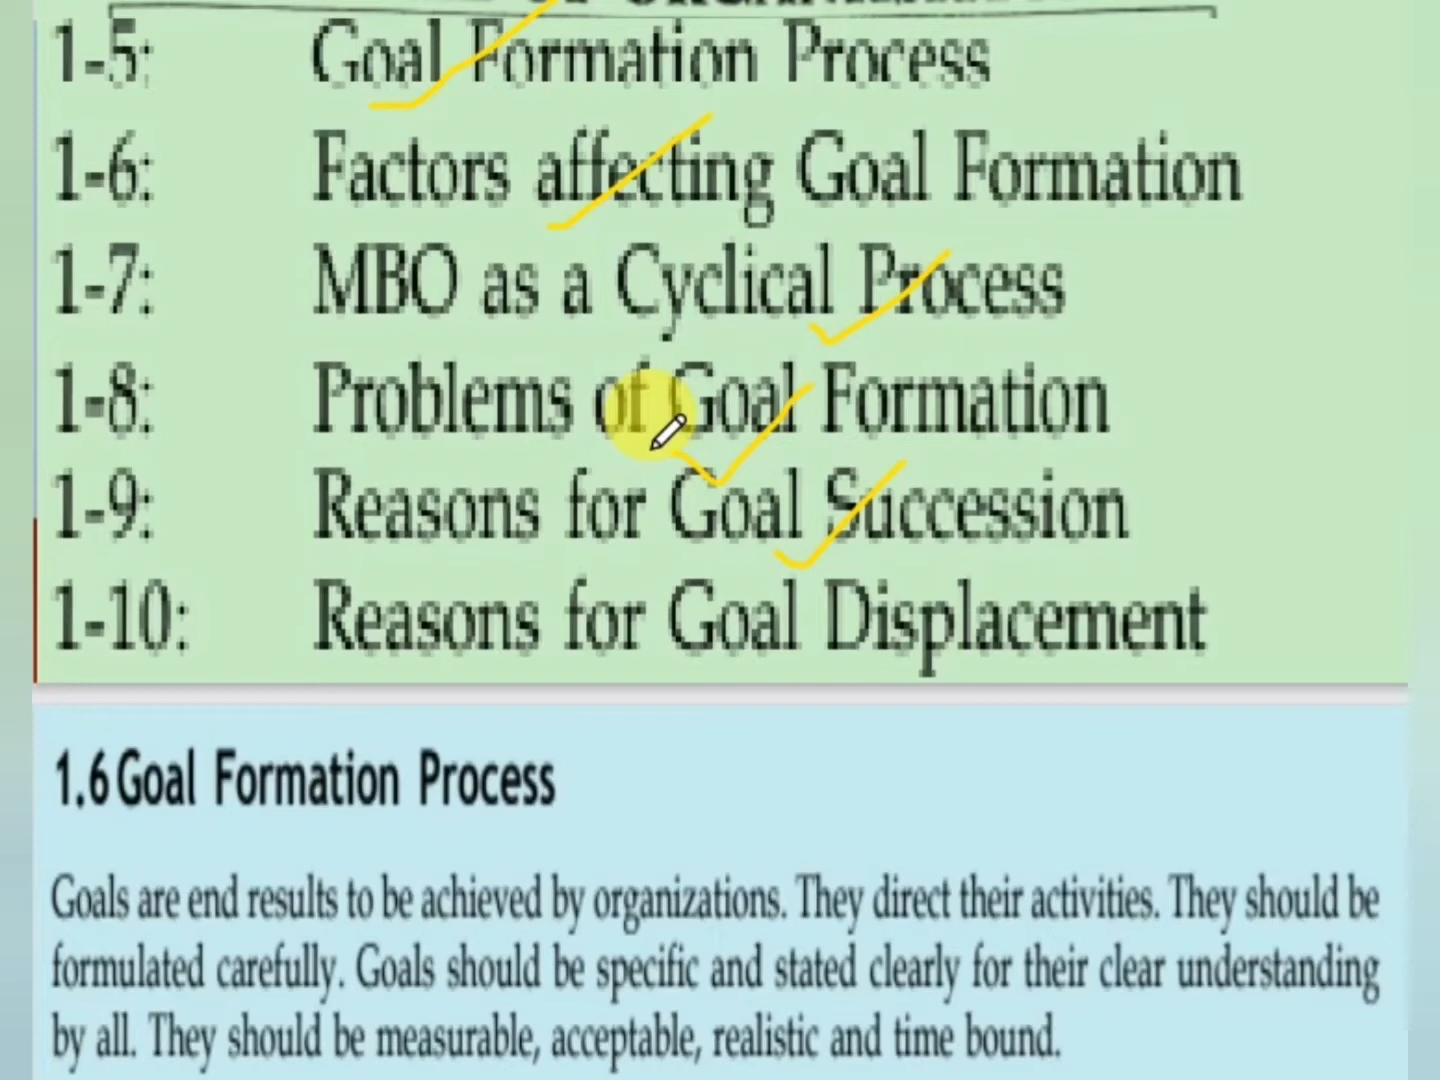 1-5: Goal Formation Process
1-6: Factors affecting Goal Formation
1-7: MBO as a Cyclical Process
1-8: Problems of Goal Formation
1-9: Reasons for Goal Succession
1-10: Reasons for Goal Displacement
1.6 Goal Formation Process
Goals are end results to be achieved by organizations. They direct their activities. They should be
formulated carefully. Goals should be specific and stated clearly for their clear understanding
by all. They should be measurable, acceptable, realistic and time bound.